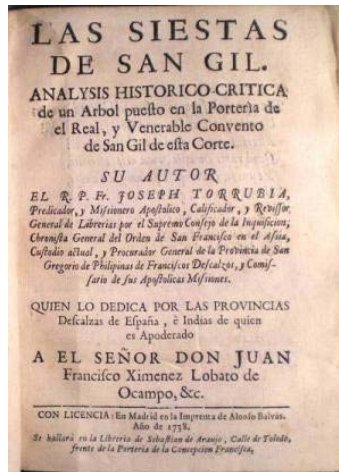 LAS SIESTAS
DE SAN GIL.
ANALYSIS HISTORICO-CRITICA
de un Arbol puesto en la Porterìa de
el Real, y Venerable Convento
de San Gil de esta Corte.
SU AUTOR
EL R. P. Fr. JOSEPH TORRUBIA,
Predicador, y Missionero Apostolico, Calificador, y Revissor
General de Librerias por el Supremo Consejo de la Inquisicion;
Chronista General del Orden de San Francisco en el Assia,
Custodio actual, y Procurador General de la Provincia de San
Gregorio de Philipinas de Franciscos Descalzos, y Comis-
sario de sus Apostolicas Missiones.
QUIEN LO DEDICA POR LAS PROVINCIAS
Descalzas de España, è Indias de quien
es Apoderado
A EL SEÑOR DON JUAN
Francisco Ximenez Lobato de
Ocampo, &c.
CON LICENCIA: En Madrid en la Imprenta de Alonso Balvàs.
Año de 1738.
Se hallarà en la Libreria de Sebastian de Araujo, Calle de Toledo,
frente de la Porteria de la Concepcion Francisca.